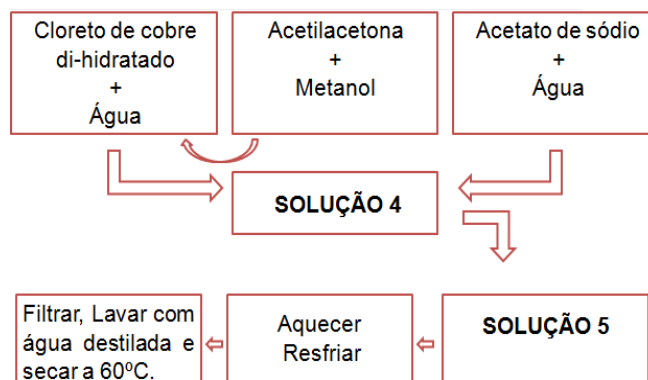 Cloreto de cobre
di-hidratado
+
Água
Acetilacetona
+
Metanol
Acetato de sódio
+
Água
SOLUÇÃO 4
SOLUÇÃO 5
Aquecer
Resfriar
Filtrar, Lavar com
água destilada e
secar a 60ºC.